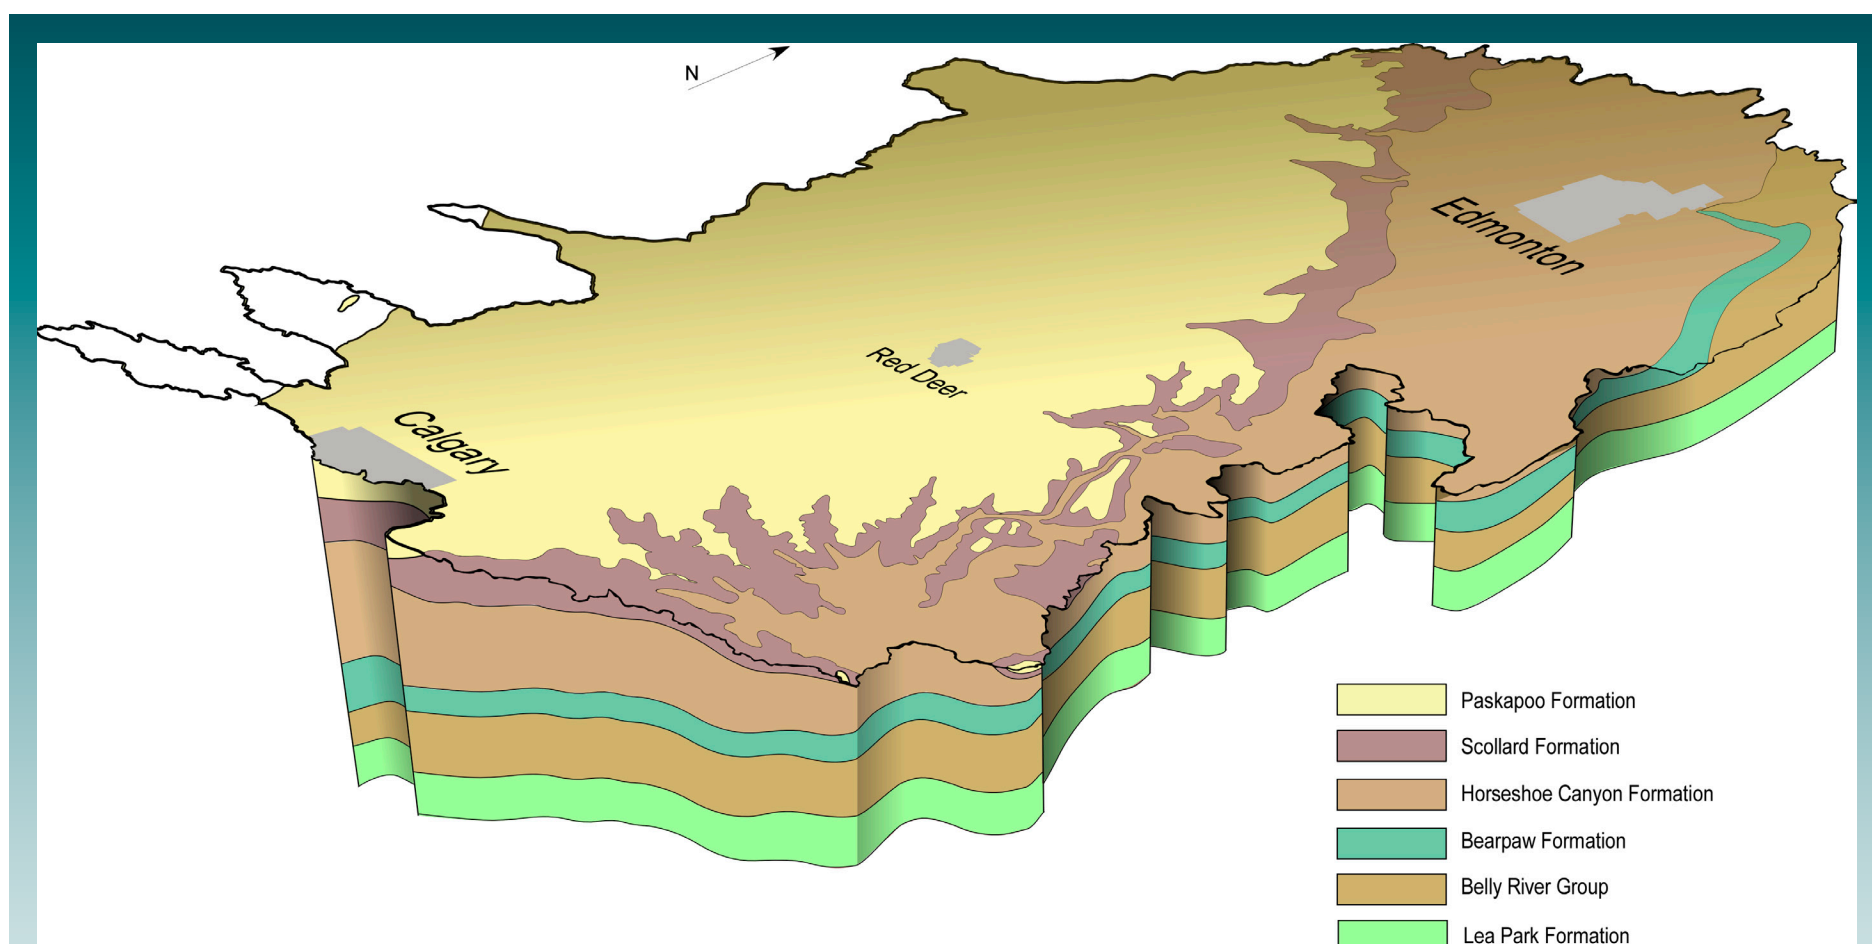 N
Edmonton
Red Deer
Calgary
Paskapoo Formation
Scollard Formation
Horseshoe Canyon Formation
Bearpaw Formation
Belly River Group
Lea Park Formation